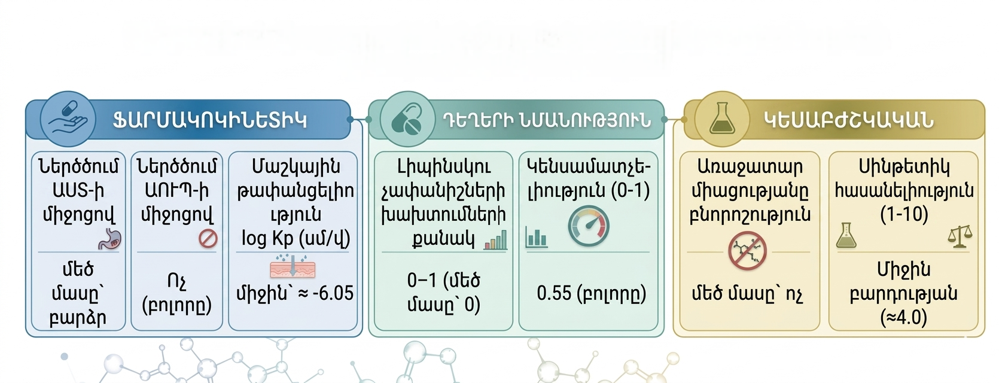 ՖԱՐՄԱԿՈԿԻՆԵՏԻԿ
Ներծծում
ԱՍՏ-ի
միջոցով
մեծ
մասը՝
բարձր
Ներծծում
ԱՈՒՊ-ի
միջոցով
Ոչ
(բոլորը)
Մաշկային
թափանցելիո
ւթյուն
log Kp (սմ/վ)
միջին՝ ≈ -6.05
ԴԵՂԵՐԻ ՆՄԱՆՈՒԹՅՈՒՆ
Լիպինսկու
չափանիշների
խախտումների
քանակ
0–1 (մեծ
մասը՝ 0)
Կենսամատչե-
լիություն (0-1)
0.55 (բոլորը)
ԿԵՍԱԲԺՇԿԱԿԱՆ
Առաջատար
միացությանը
բնորոշություն
մեծ մասը՝ ոչ
Սինթետիկ
հասանելիություն
(1-10)
Միջին
բարդության
(≈4.0)